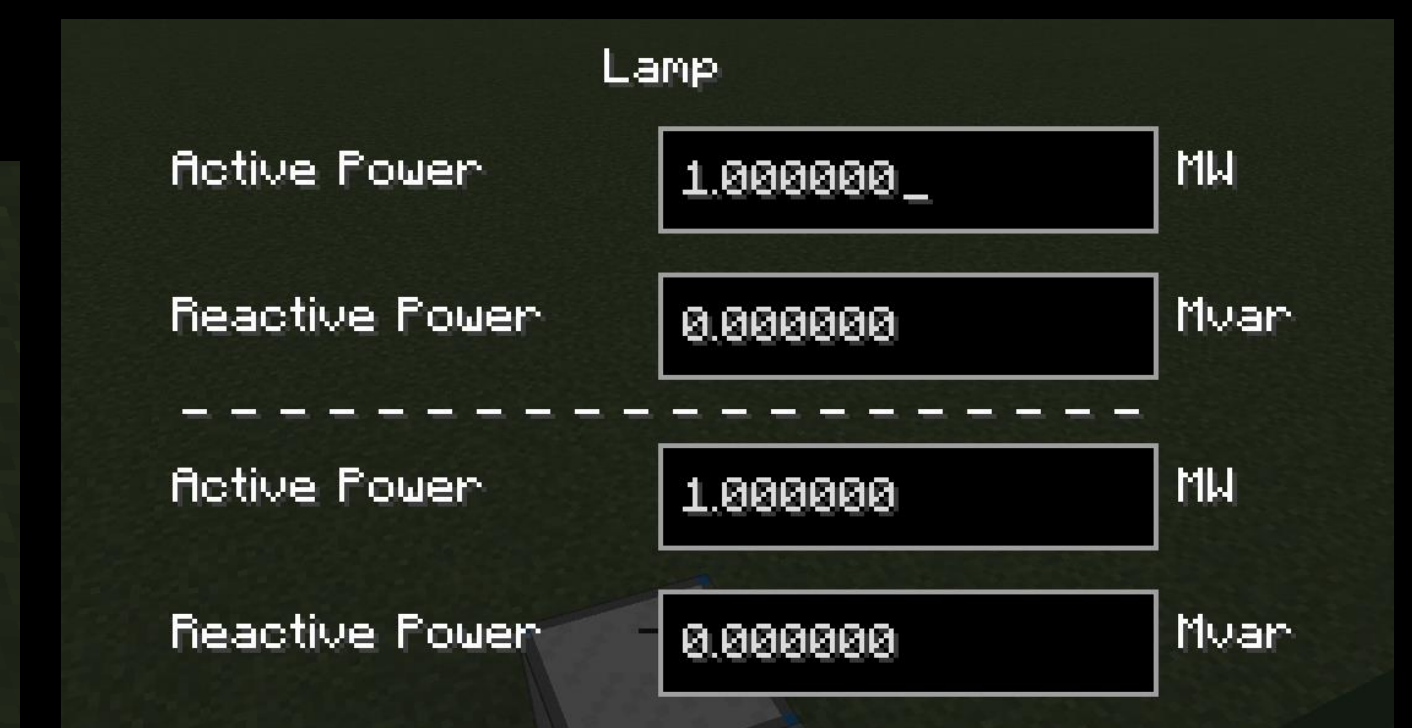 Lamp
Active Power 1.000000_ MW
Reactive Power 0.000000 Mvar
- - - - - - - - - - - - - - - - - - - -
Active Power 1.000000 MW
Reactive Power 0.000000 Mvar